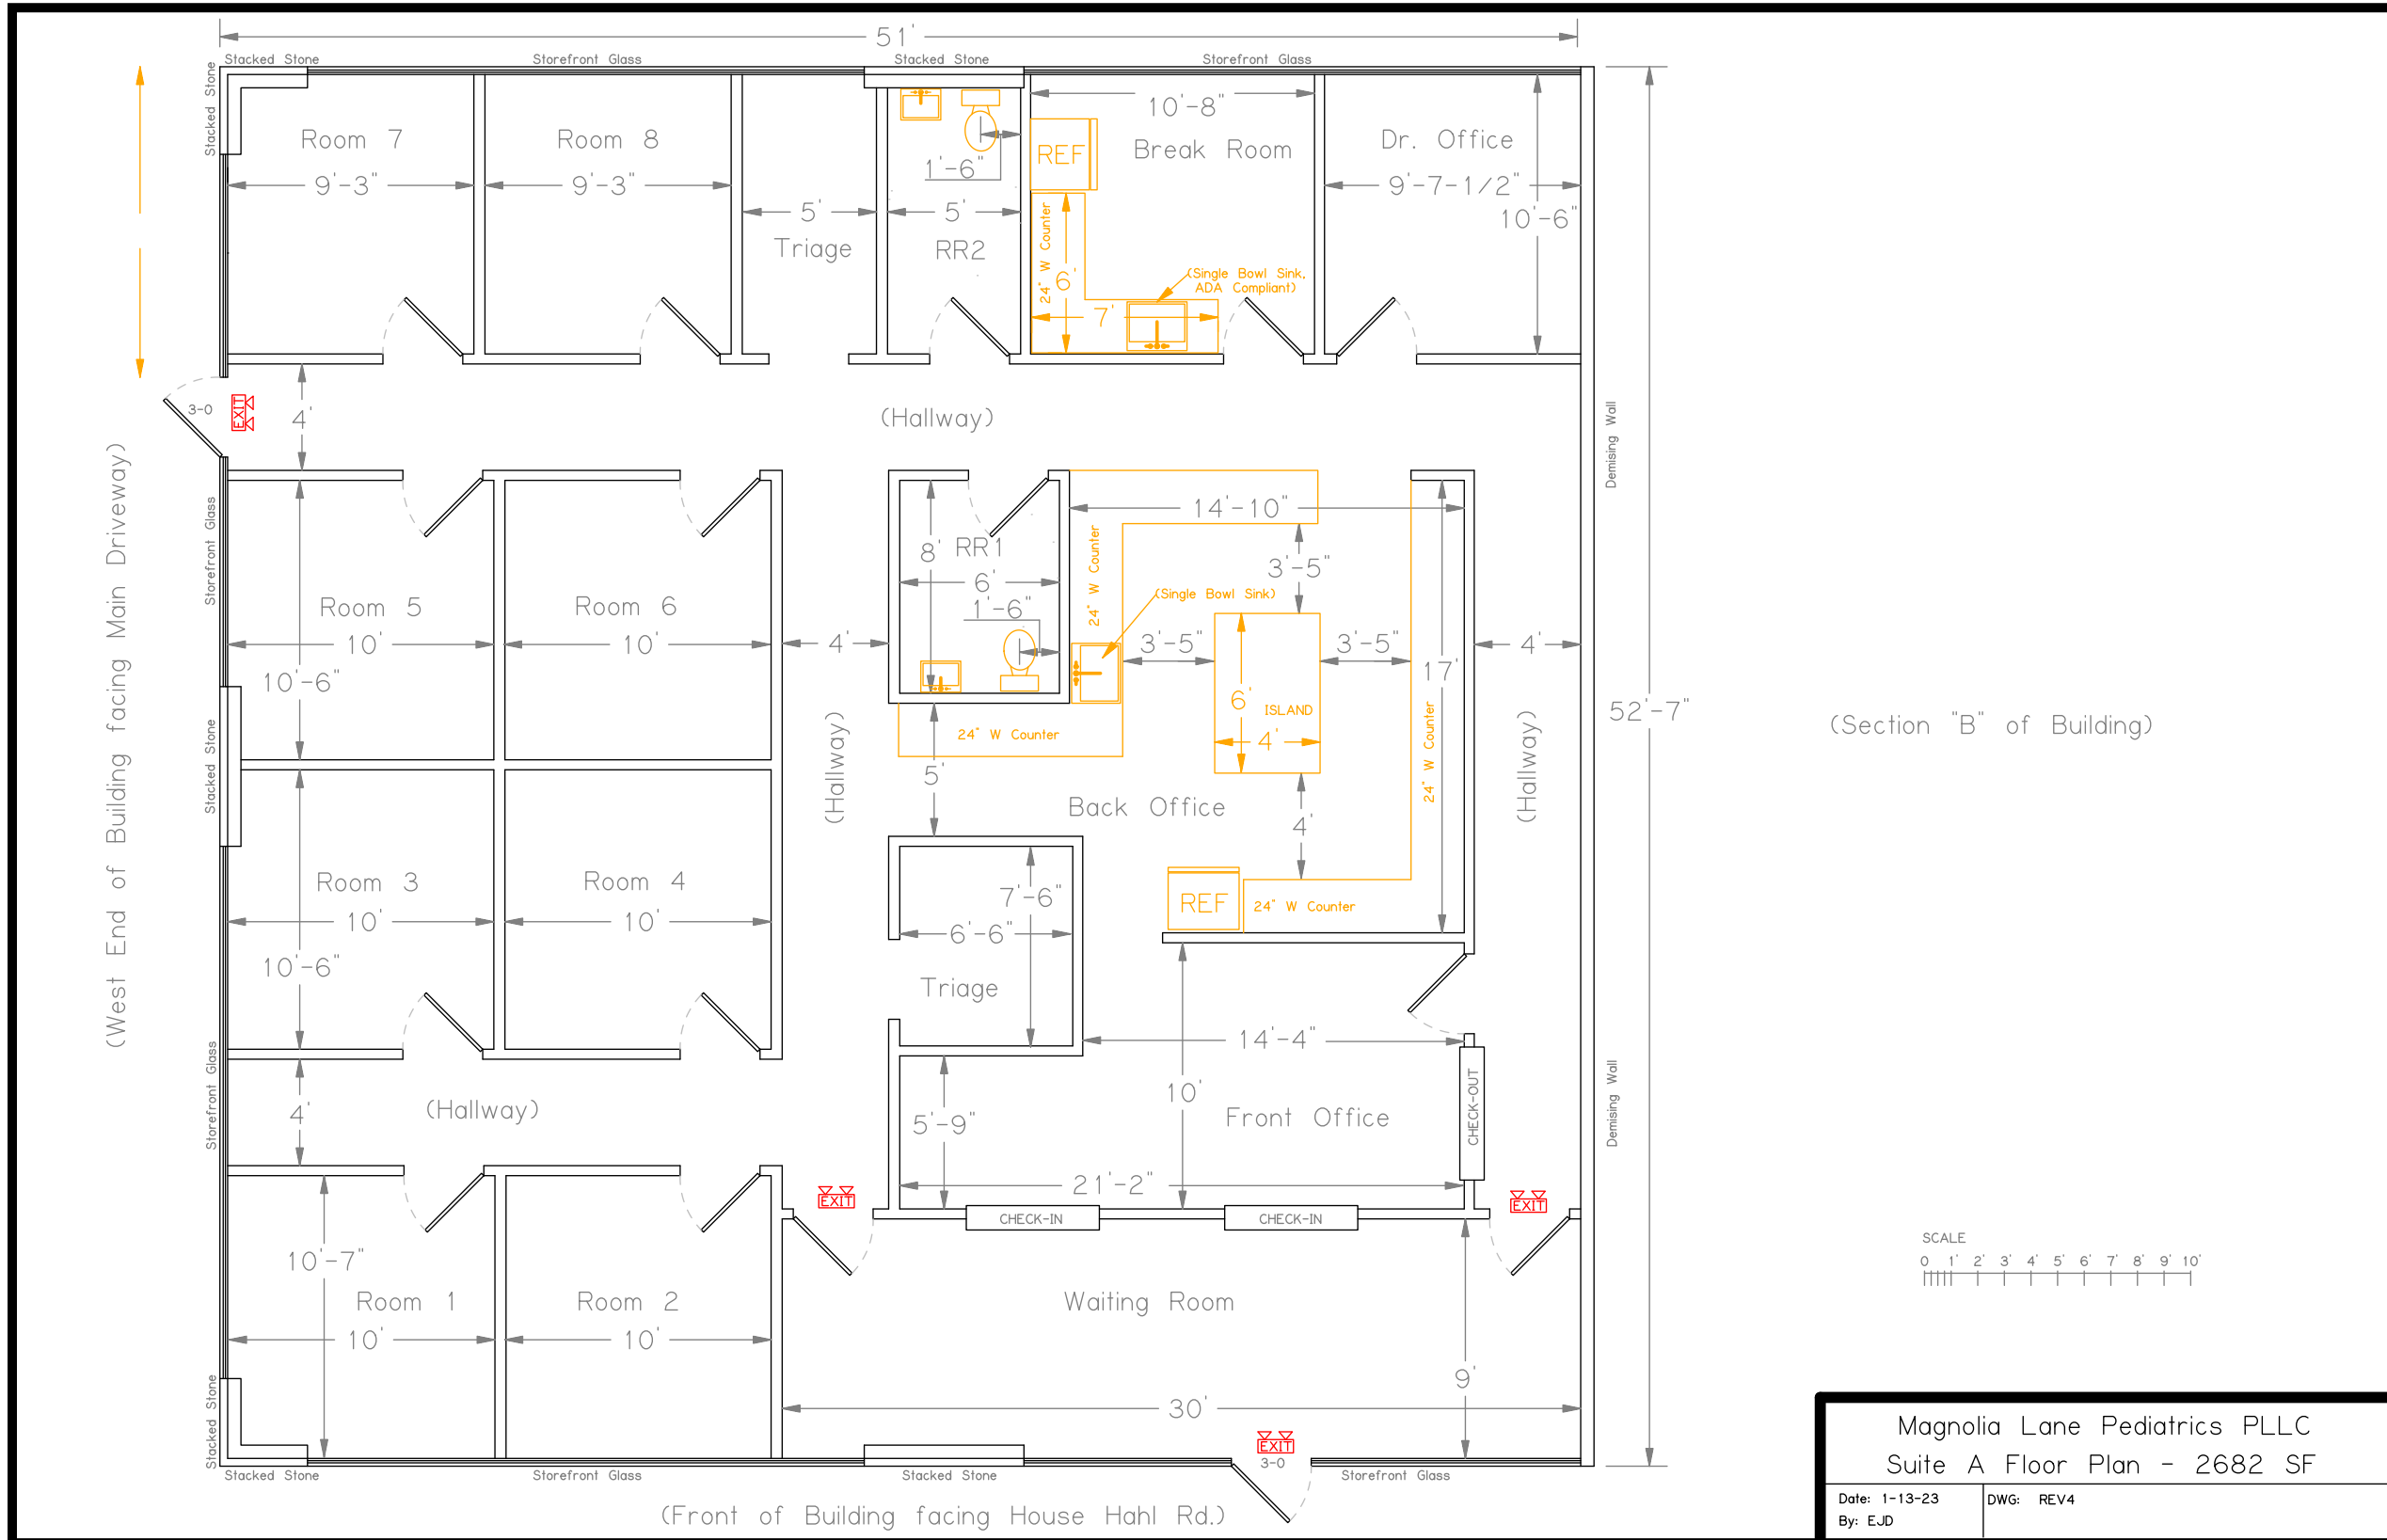 51'
Stacked Stone
Storefront Glass
Stacked Stone
Storefront Glass
Stacked Stone
Room 7
9'-3"
Room 8
9'-3"
5'
Triage
1'-6"
5'
RR2
10'-8"
Break Room
REF
24" W Counter
6'
7'
(Single Bowl Sink,
ADA Compliant)
Dr. Office
9'-7-1/2"
10'-6"
3-0
EXIT
4'
(Hallway)
Demising Wall
(West End of Building facing Main Driveway)
Storefront Glass
Room 5
10'
10'-6"
Room 6
10'
4'
(Hallway)
8'
RR1
6'
1'-6"
24" W Counter
14'-10"
3'-5"
(Single Bowl Sink)
3'-5"
3'-5"
6'
ISLAND
4'
17'
24" W Counter
4'
(Hallway)
52'-7"
(Section "B" of Building)
24" W Counter
5'
Back Office
4'
REF
24" W Counter
Stacked Stone
Room 3
10'
10'-6"
Room 4
10'
7'-6"
6'-6"
Triage
14'-4"
10'
Front Office
CHECK-OUT
Demising Wall
Storefront Glass
4'
(Hallway)
5'-9"
21'-2"
EXIT
CHECK-IN
CHECK-IN
EXIT
10'-7"
Room 1
10'
Room 2
10'
Waiting Room
9'
30'
EXIT
3-0
Stacked Stone
Stacked Stone
Storefront Glass
Stacked Stone
Storefront Glass
(Front of Building facing House Hahl Rd.)
SCALE
0 1' 2' 3' 4' 5' 6' 7' 8' 9' 10'
Magnolia Lane Pediatrics PLLC
Suite A Floor Plan - 2682 SF
Date: 1-13-23
DWG: REV4
By: EJD